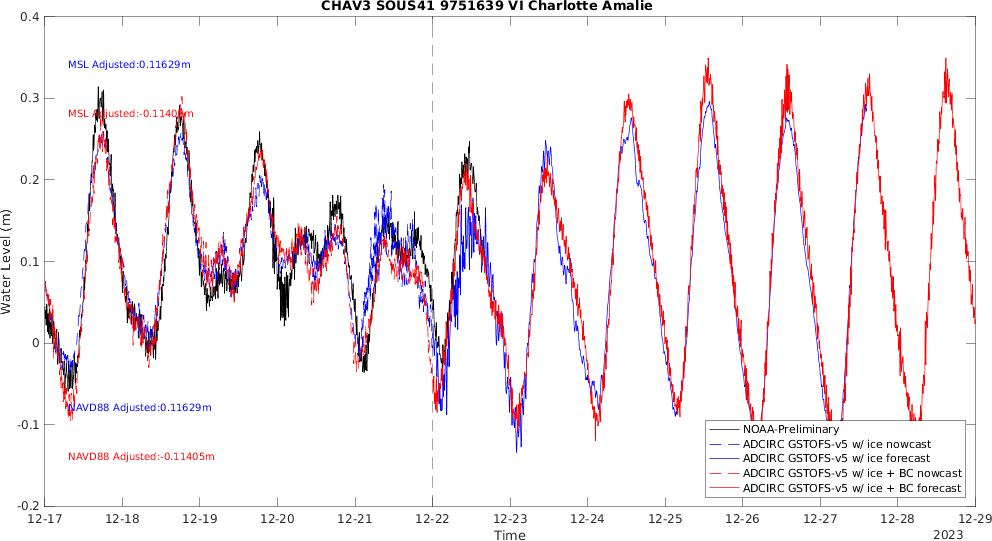 CHAV3 SOUS41 9751639 VI Charlotte Amalie
0.4
0.3
0.2
0.1
0
-0.1
-0.2
Water Level (m)
MSL Adjusted:0.11629m
MSL Adjusted:-0.11405m
NAVD88 Adjusted:0.11629m
NAVD88 Adjusted:-0.11405m
NOAA-Preliminary
ADCIRC GSTOFS-v5 w/ ice nowcast
ADCIRC GSTOFS-v5 w/ ice forecast
ADCIRC GSTOFS-v5 w/ ice + BC nowcast
ADCIRC GSTOFS-v5 w/ ice + BC forecast
12-17 12-18 12-19 12-20 12-21 12-22 12-23 12-24 12-25 12-26 12-27 12-28 12-29
Time
2023